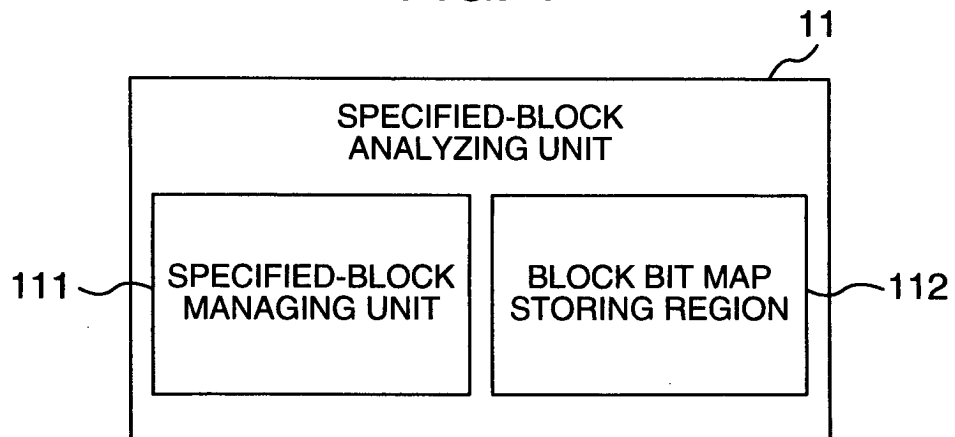 11
SPECIFIED-BLOCK
ANALYZING UNIT
111
SPECIFIED-BLOCK
MANAGING UNIT
BLOCK BIT MAP
STORING REGION
112